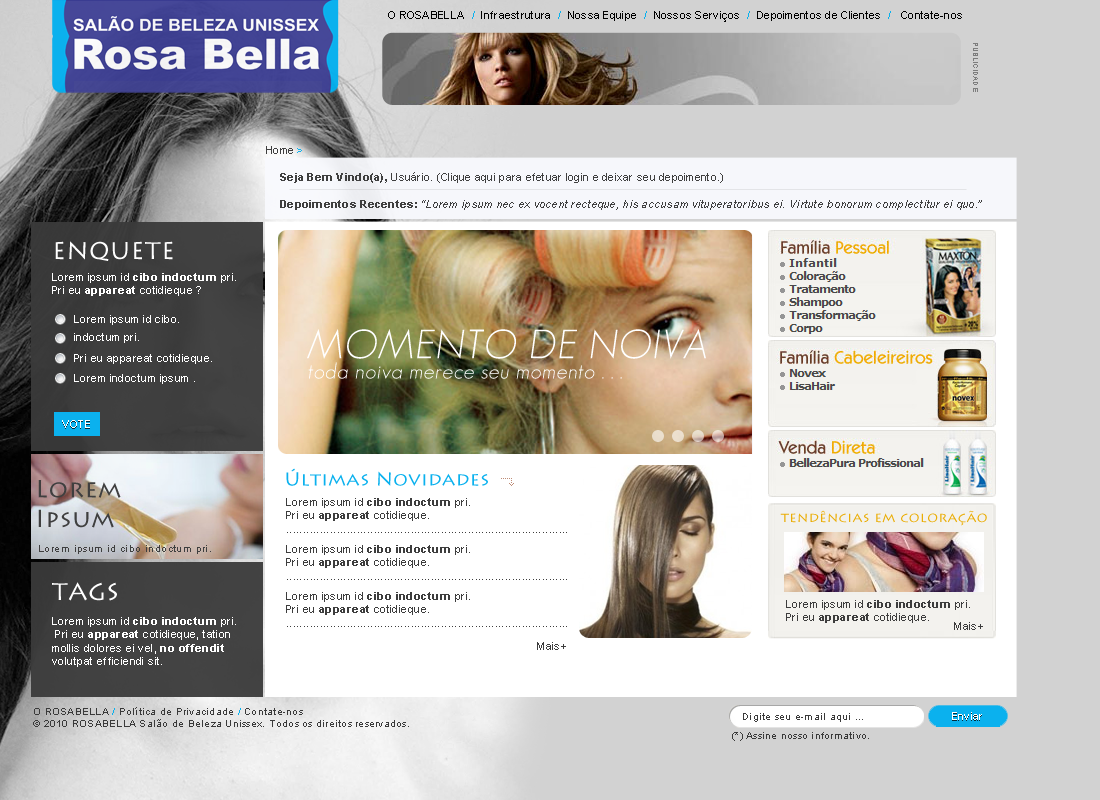 SALÃO DE BELEZA UNISSEX
Rosa Bella
O ROSABELLA / Infraestrutura / Nossa Equipe / Nossos Serviços / Depoimentos de Clientes / Contate-nos
PUBLICIDADE
Home >
Seja Bem Vindo(a), Usuário. (Clique aqui para efetuar login e deixar seu depoimento.)
Depoimentos Recentes: “Lorem ipsum nec ex vocent recteque, his accusam vituperatoribus ei. Virtute bonorum complectitur ei quo.”
ENQUETE
Lorem ipsum id cibo indoctum pri.
Pri eu appareat cotidieque ?
Lorem ipsum id cibo.
indoctum pri.
Pri eu appareat cotidieque.
Lorem indoctum ipsum .
VOTE
LOREM
IPSUM
Lorem ipsum id cibo indoctum pri.
TAGS
Lorem ipsum id cibo indoctum pri.
Pri eu appareat cotidieque, tation
mollis dolores ei vel, no offendit
volutpat efficiendi sit.
MOMENTO DE NOIVA
toda noiva merece seu momento . . .
ÚLTIMAS NOVIDADES
Lorem ipsum id cibo indoctum pri.
Pri eu appareat cotidieque.
Lorem ipsum id cibo indoctum pri.
Pri eu appareat cotidieque.
Lorem ipsum id cibo indoctum pri.
Pri eu appareat cotidieque.
Mais+
Família Pessoal
Infantil
Coloração
Tratamento
Shampoo
Transformação
Corpo
MAXTON
Família Cabeleireiros
Novex
LisaHair
novex
Venda Direta
BellezaPura Profissional
TENDÊNCIAS EM COLORAÇÃO
Lorem ipsum id cibo indoctum pri.
Pri eu appareat cotidieque.
Mais+
O ROSABELLA / Política de Privacidade / Contate-nos
© 2010 ROSABELLA Salão de Beleza Unissex. Todos os direitos reservados.
Digite seu e-mail aqui ...
Enviar
(*) Assine nosso informativo.